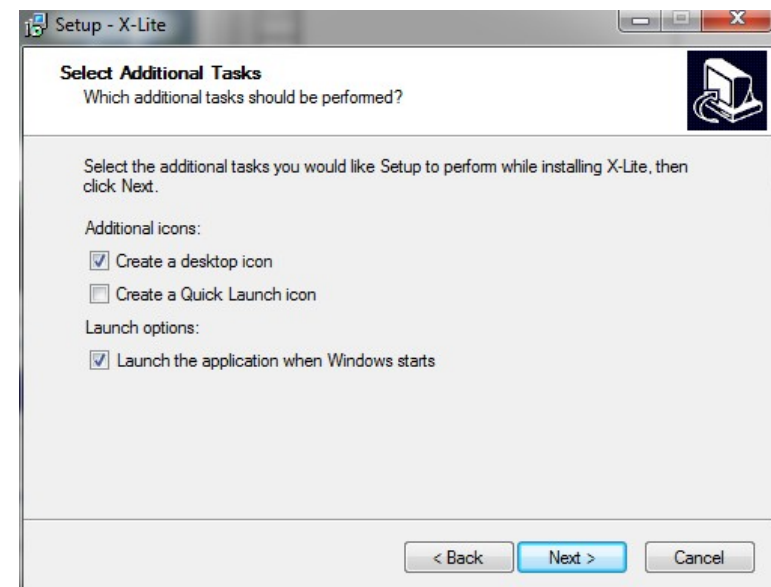 Setup - X-Lite
Select Additional Tasks
Which additional tasks should be performed?
Select the additional tasks you would like Setup to perform while installing X-Lite, then
click Next.
Additional icons:
Create a desktop icon
Create a Quick Launch icon
Launch options:
Launch the application when Windows starts
< Back Next > Cancel